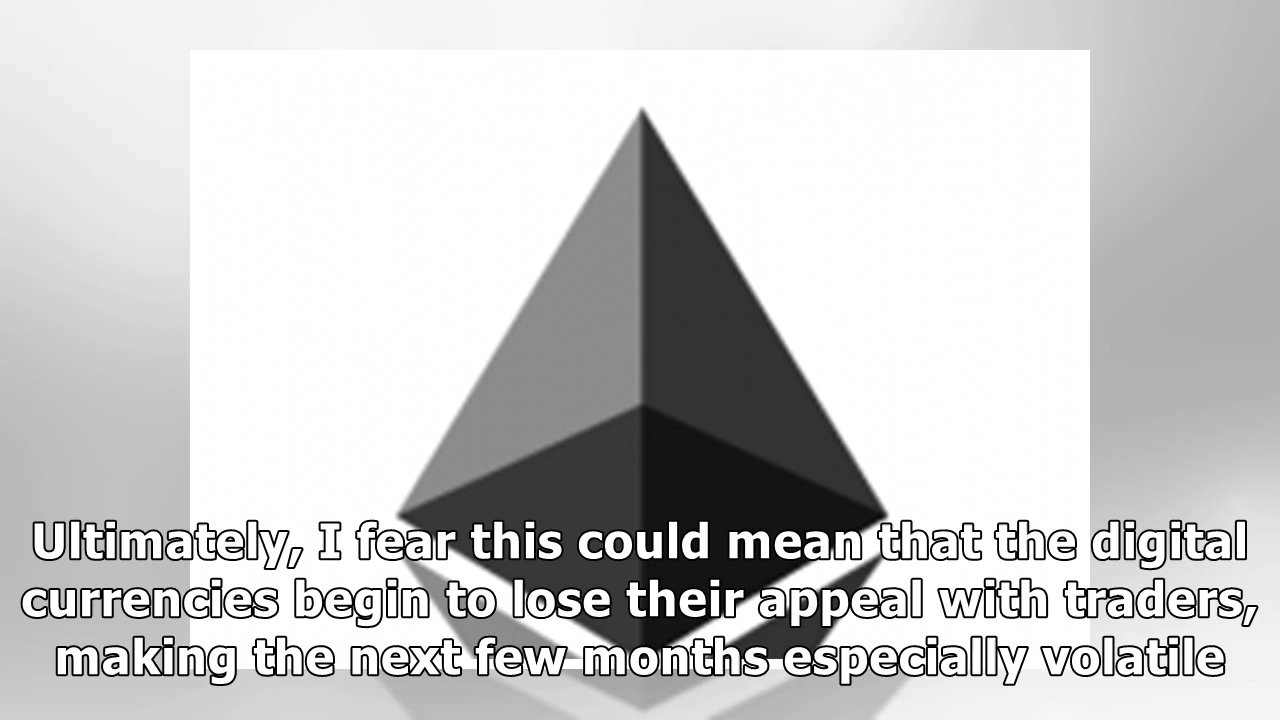 Ultimately, I fear this could mean that the digital
currencies begin to lose their appeal with traders,
making the next few months especially volatile